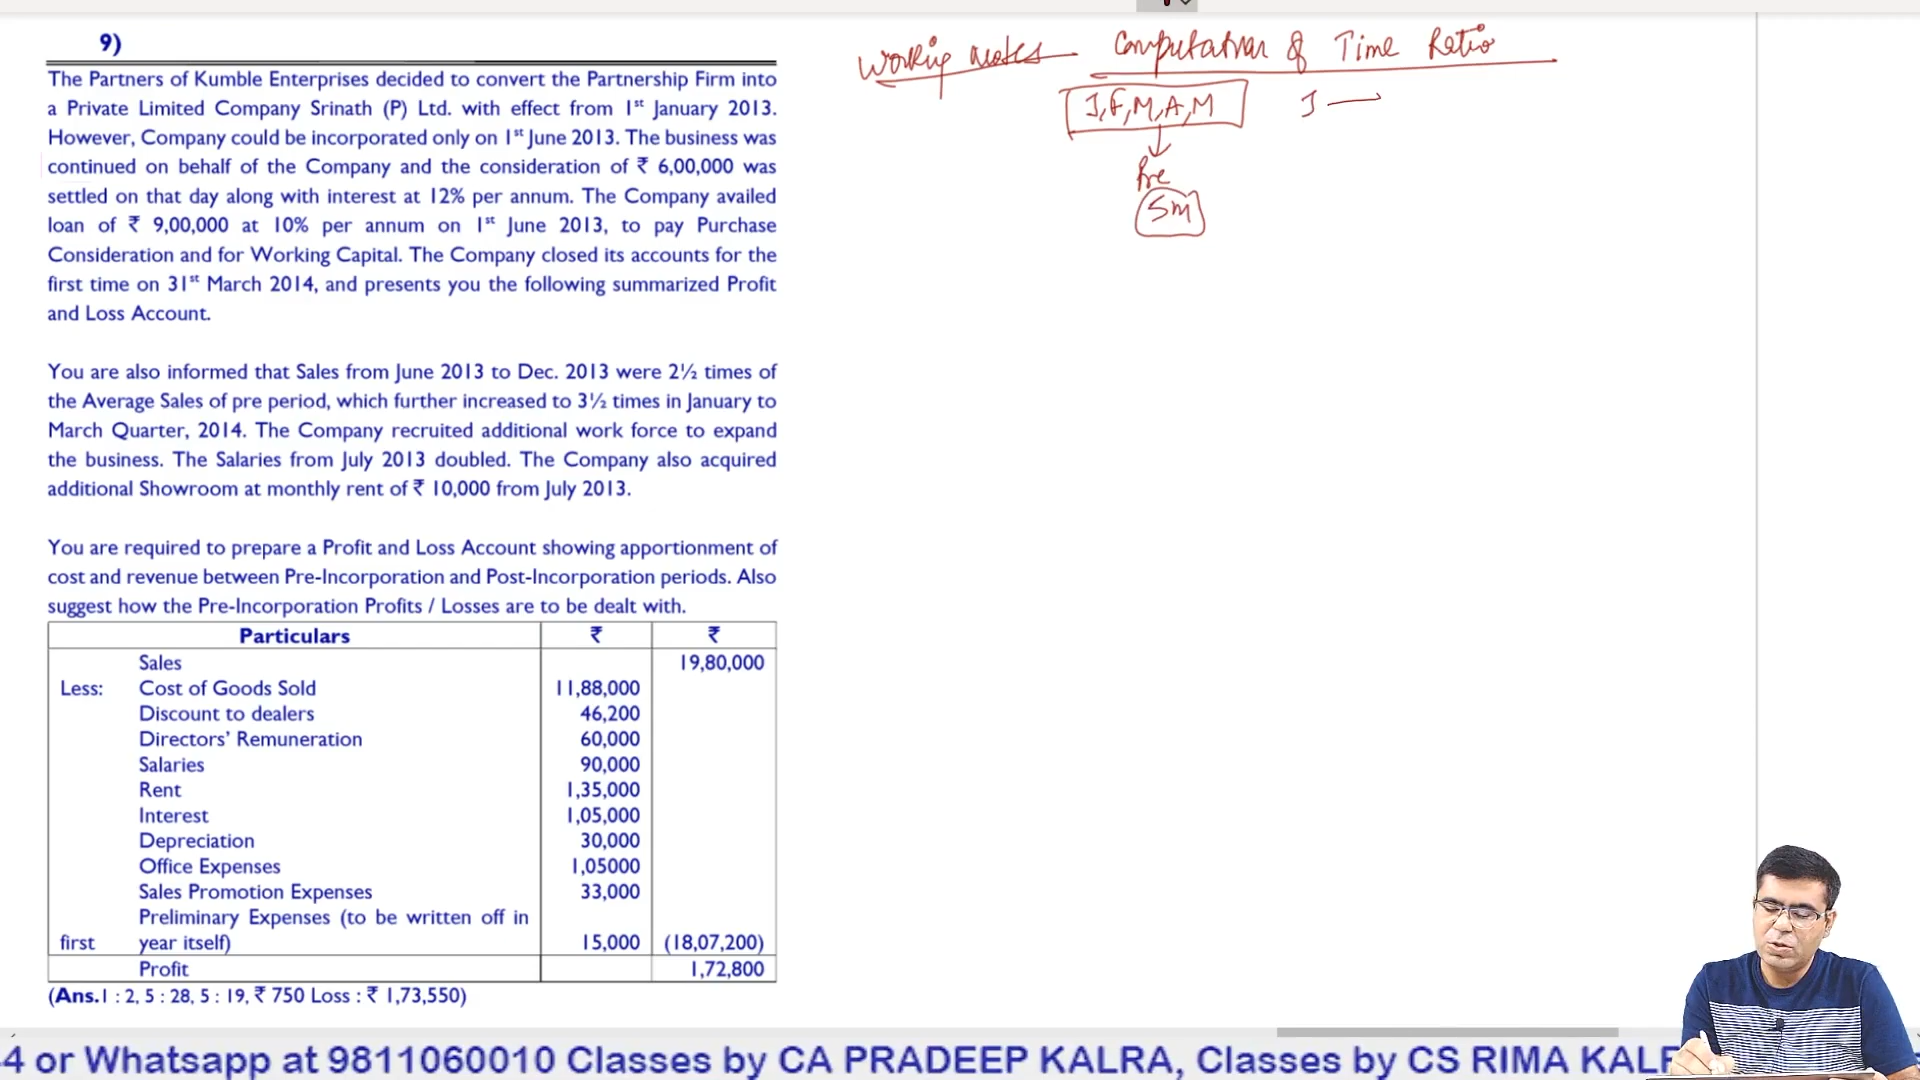 9)
The Partners of Kumble Enterprises decided to convert the Partnership Firm into
a Private Limited Company Srinath (P) Ltd. with effect from 1st January 2013.
However, Company could be incorporated only on 1st June 2013. The business was
continued on behalf of the Company and the consideration of ₹ 6,00,000 was
settled on that day along with interest at 12% per annum. The Company availed
loan of ₹ 9,00,000 at 10% per annum on 1st June 2013, to pay Purchase
Consideration and for Working Capital. The Company closed its accounts for the
first time on 31st March 2014, and presents you the following summarized Profit
and Loss Account.
You are also informed that Sales from June 2013 to Dec. 2013 were 2½ times of
the Average Sales of pre period, which further increased to 3½ times in January to
March Quarter, 2014. The Company recruited additional work force to expand
the business. The Salaries from July 2013 doubled. The Company also acquired
additional Showroom at monthly rent of ₹ 10,000 from July 2013.
You are required to prepare a Profit and Loss Account showing apportionment of
cost and revenue between Pre-Incorporation and Post-Incorporation periods. Also
suggest how the Pre-Incorporation Profits / Losses are to be dealt with.
Particulars ₹ ₹
Sales 19,80,000
Less: Cost of Goods Sold 11,88,000
Discount to dealers 46,200
Directors' Remuneration 60,000
Salaries 90,000
Rent 1,35,000
Interest 1,05,000
Depreciation 30,000
Office Expenses 1,05000
Sales Promotion Expenses 33,000
Preliminary Expenses (to be written off in
first year itself) 15,000 (18,07,200)
Profit 1,72,800
(Ans.1 : 2, 5 : 28, 5 : 19, ₹ 750 Loss : ₹ 1,73,550)
Working Notes Computation of Time Ratio
J, F, M, A, M J
Pre
5m
4 or Whatsapp at 9811060010 Classes by CA PRADEEP KALRA, Classes by CS RIMA